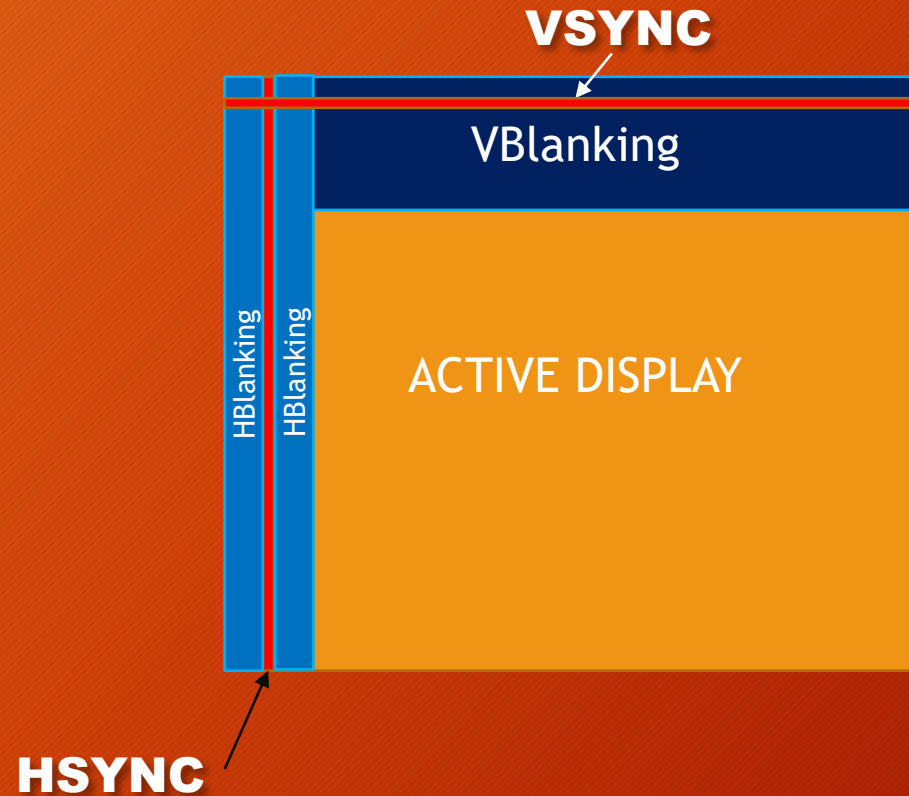 VSYNC
VBlanking
HBlanking
HBlanking
ACTIVE DISPLAY
HSYNC